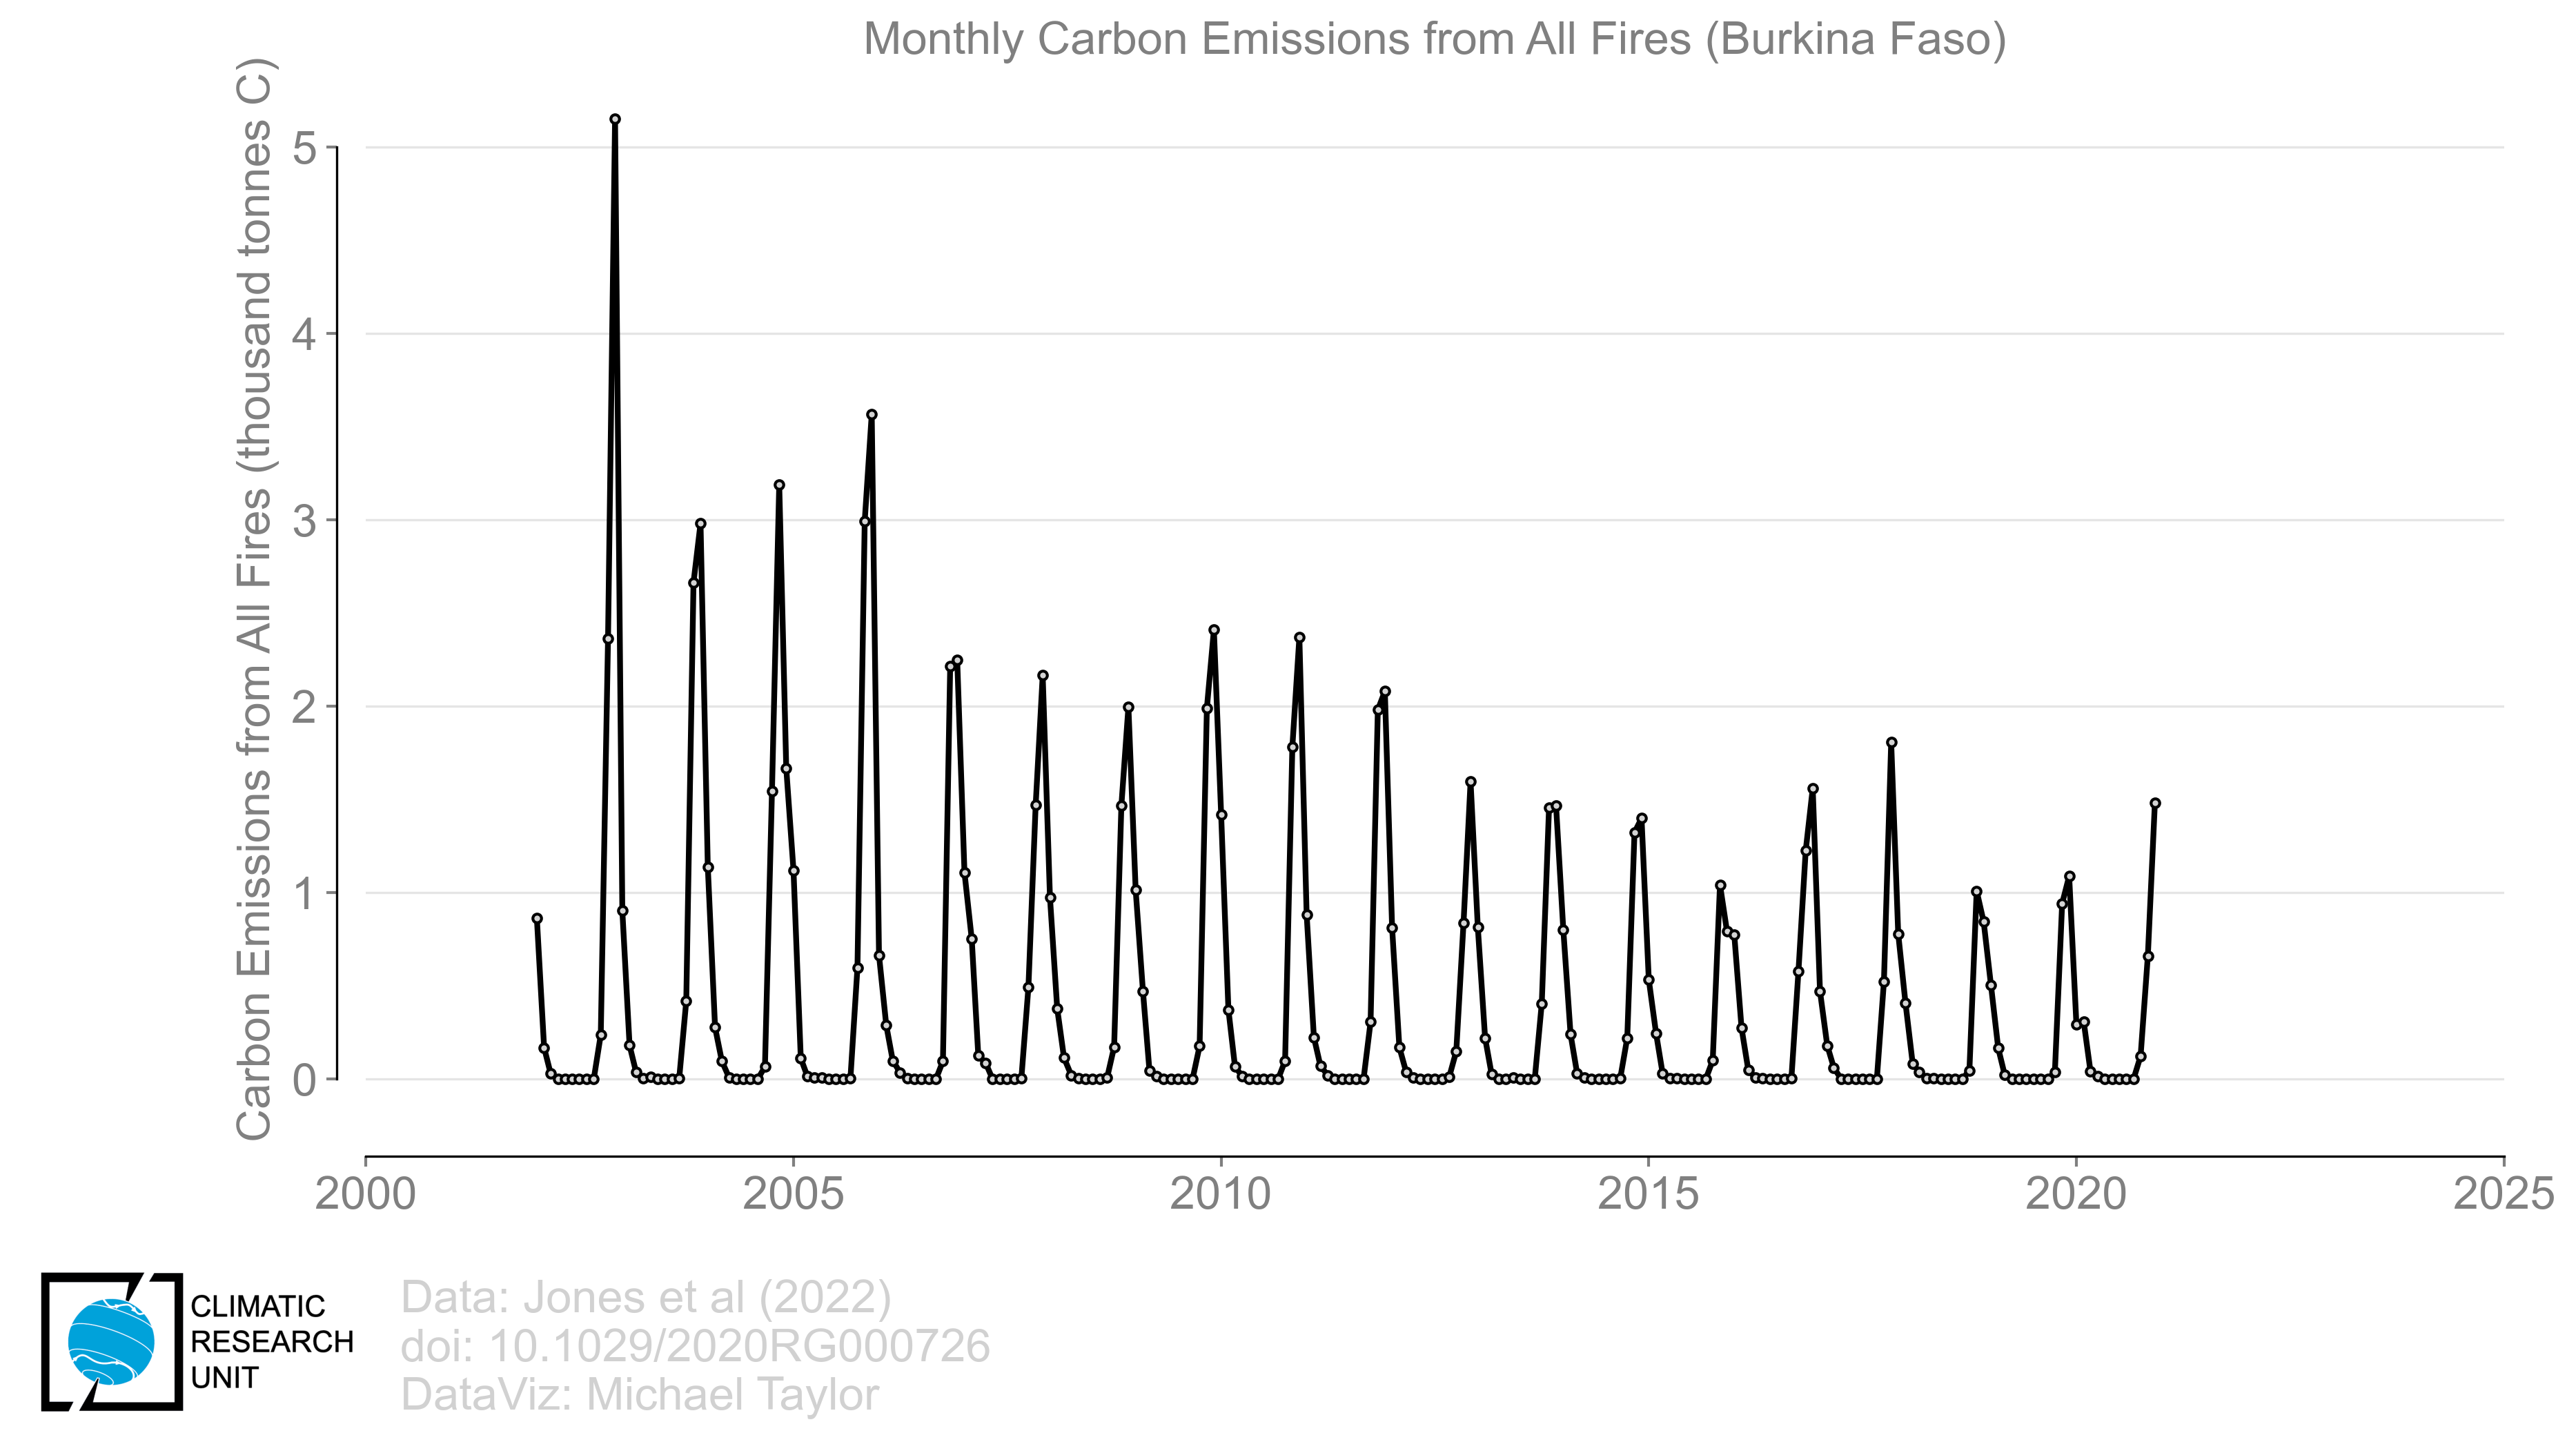 Monthly Carbon Emissions from All Fires (Burkina Faso)
Carbon Emissions from All Fires (thousand tonnes C)
5
4
3
2
1
0
2000
2005
2010
2015
2020
2025
CLIMATIC
RESEARCH
UNIT
Data: Jones et al (2022)
doi: 10.1029/2020RG000726
DataViz: Michael Taylor